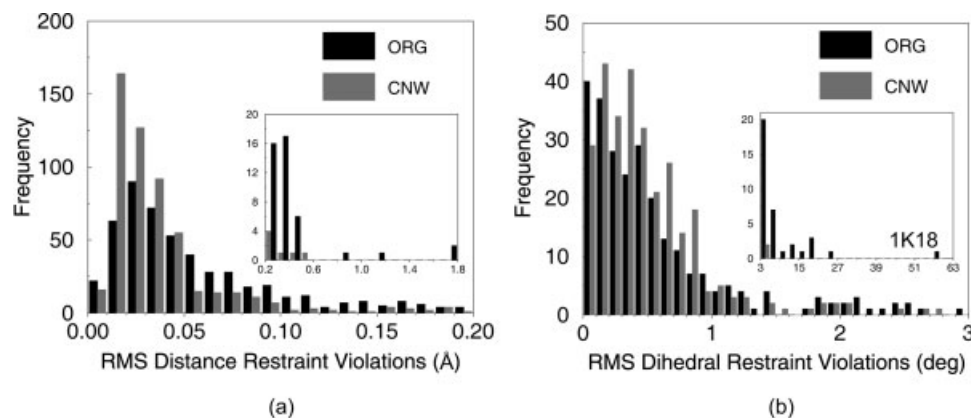 200
150
100
50
0
Frequency
ORG
CNW
20
16
12
8
4
0
0.2 0.6 1.0 1.4 1.8
0.00 0.05 0.10 0.15 0.20
RMS Distance Restraint Violations (Å)
(a)
50
40
30
20
10
0
Frequency
ORG
CNW
20
15
10
5
0
1K18
3 15 27 39 51 63
0 1 2 3
RMS Dihedral Restraint Violations (deg)
(b)